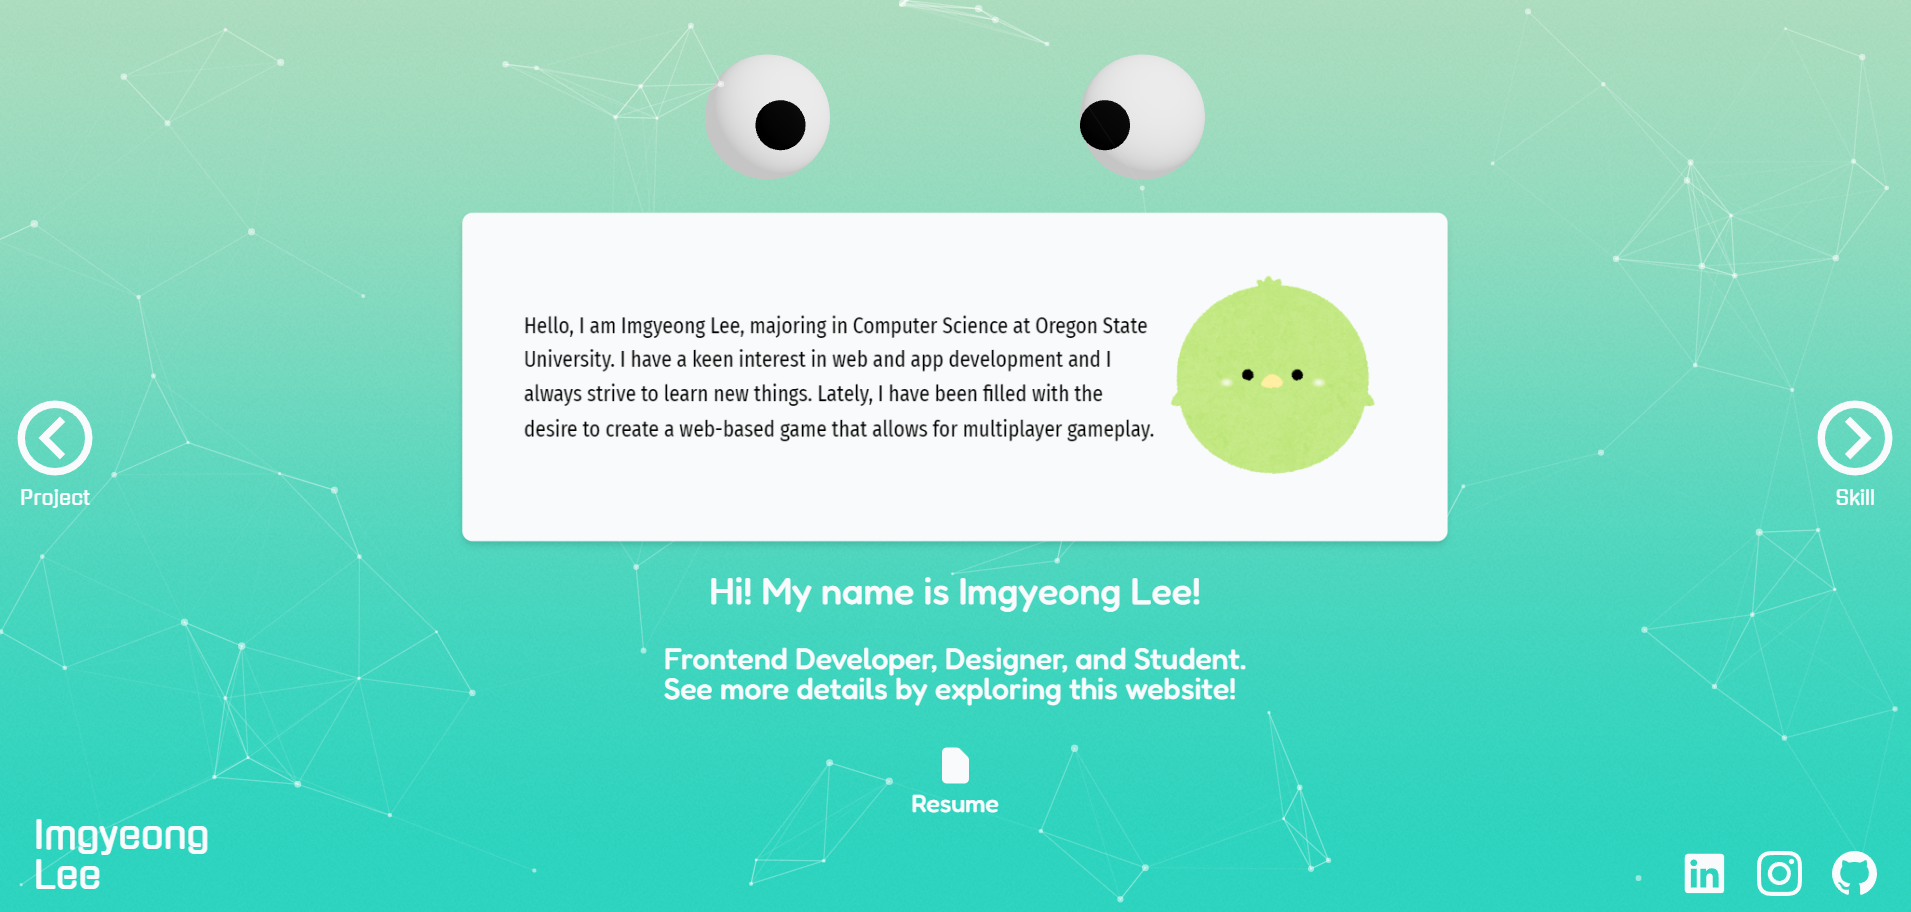 Hello, I am Imgyeong Lee, majoring in Computer Science at Oregon State
University. I have a keen interest in web and app development and I
always strive to learn new things. Lately, I have been filled with the
desire to create a web-based game that allows for multiplayer gameplay.
Project
Skill
Hi! My name is Imgyeong Lee!
Frontend Developer, Designer, and Student.
See more details by exploring this website!
Resume
Imgyeong
Lee
in